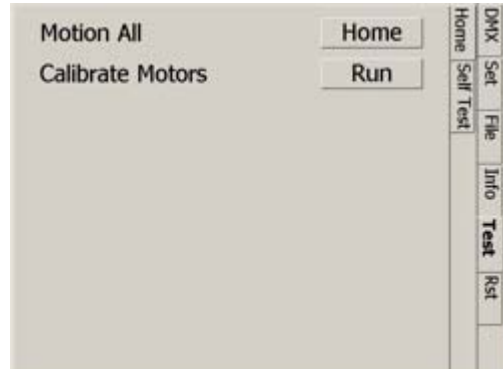 Motion All Home
Calibrate Motors Run
Home Self Test
DMX Set File Info Test Rst